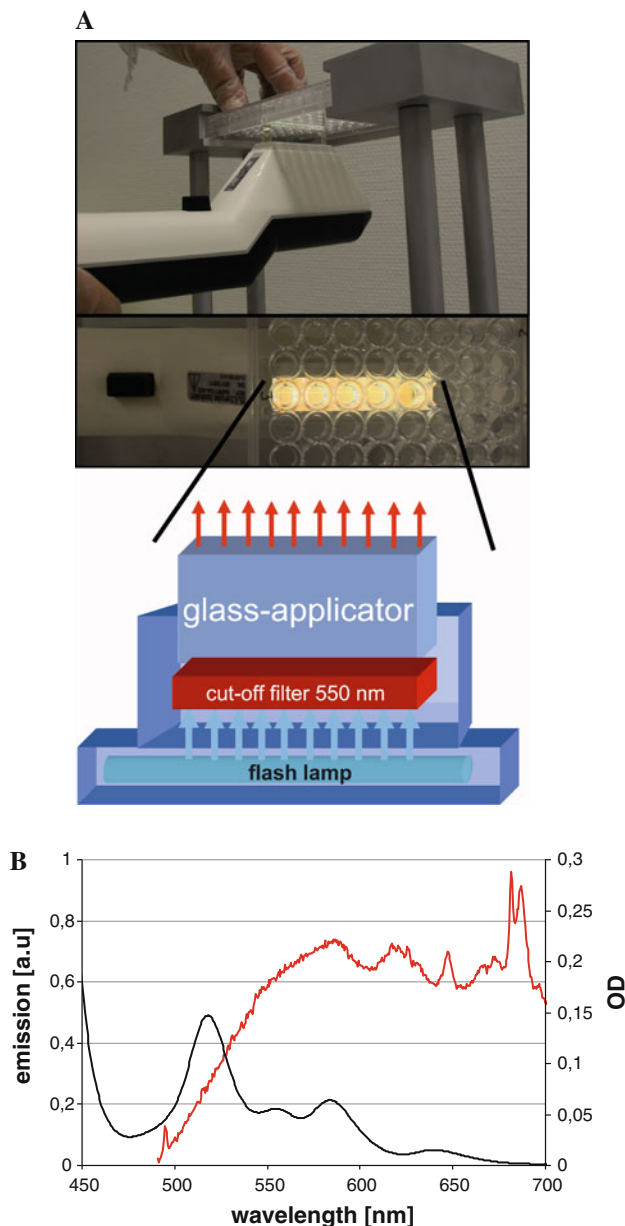 A
glass-applicator
cut-off filter 550 nm
flash lamp
B
1
0,8
0,6
0,4
0,2
0
emission [a.u]
0,3
0,25
0,2
0,15
0,1
0,05
0
OD
450 500 550 600 650 700
wavelength [nm]